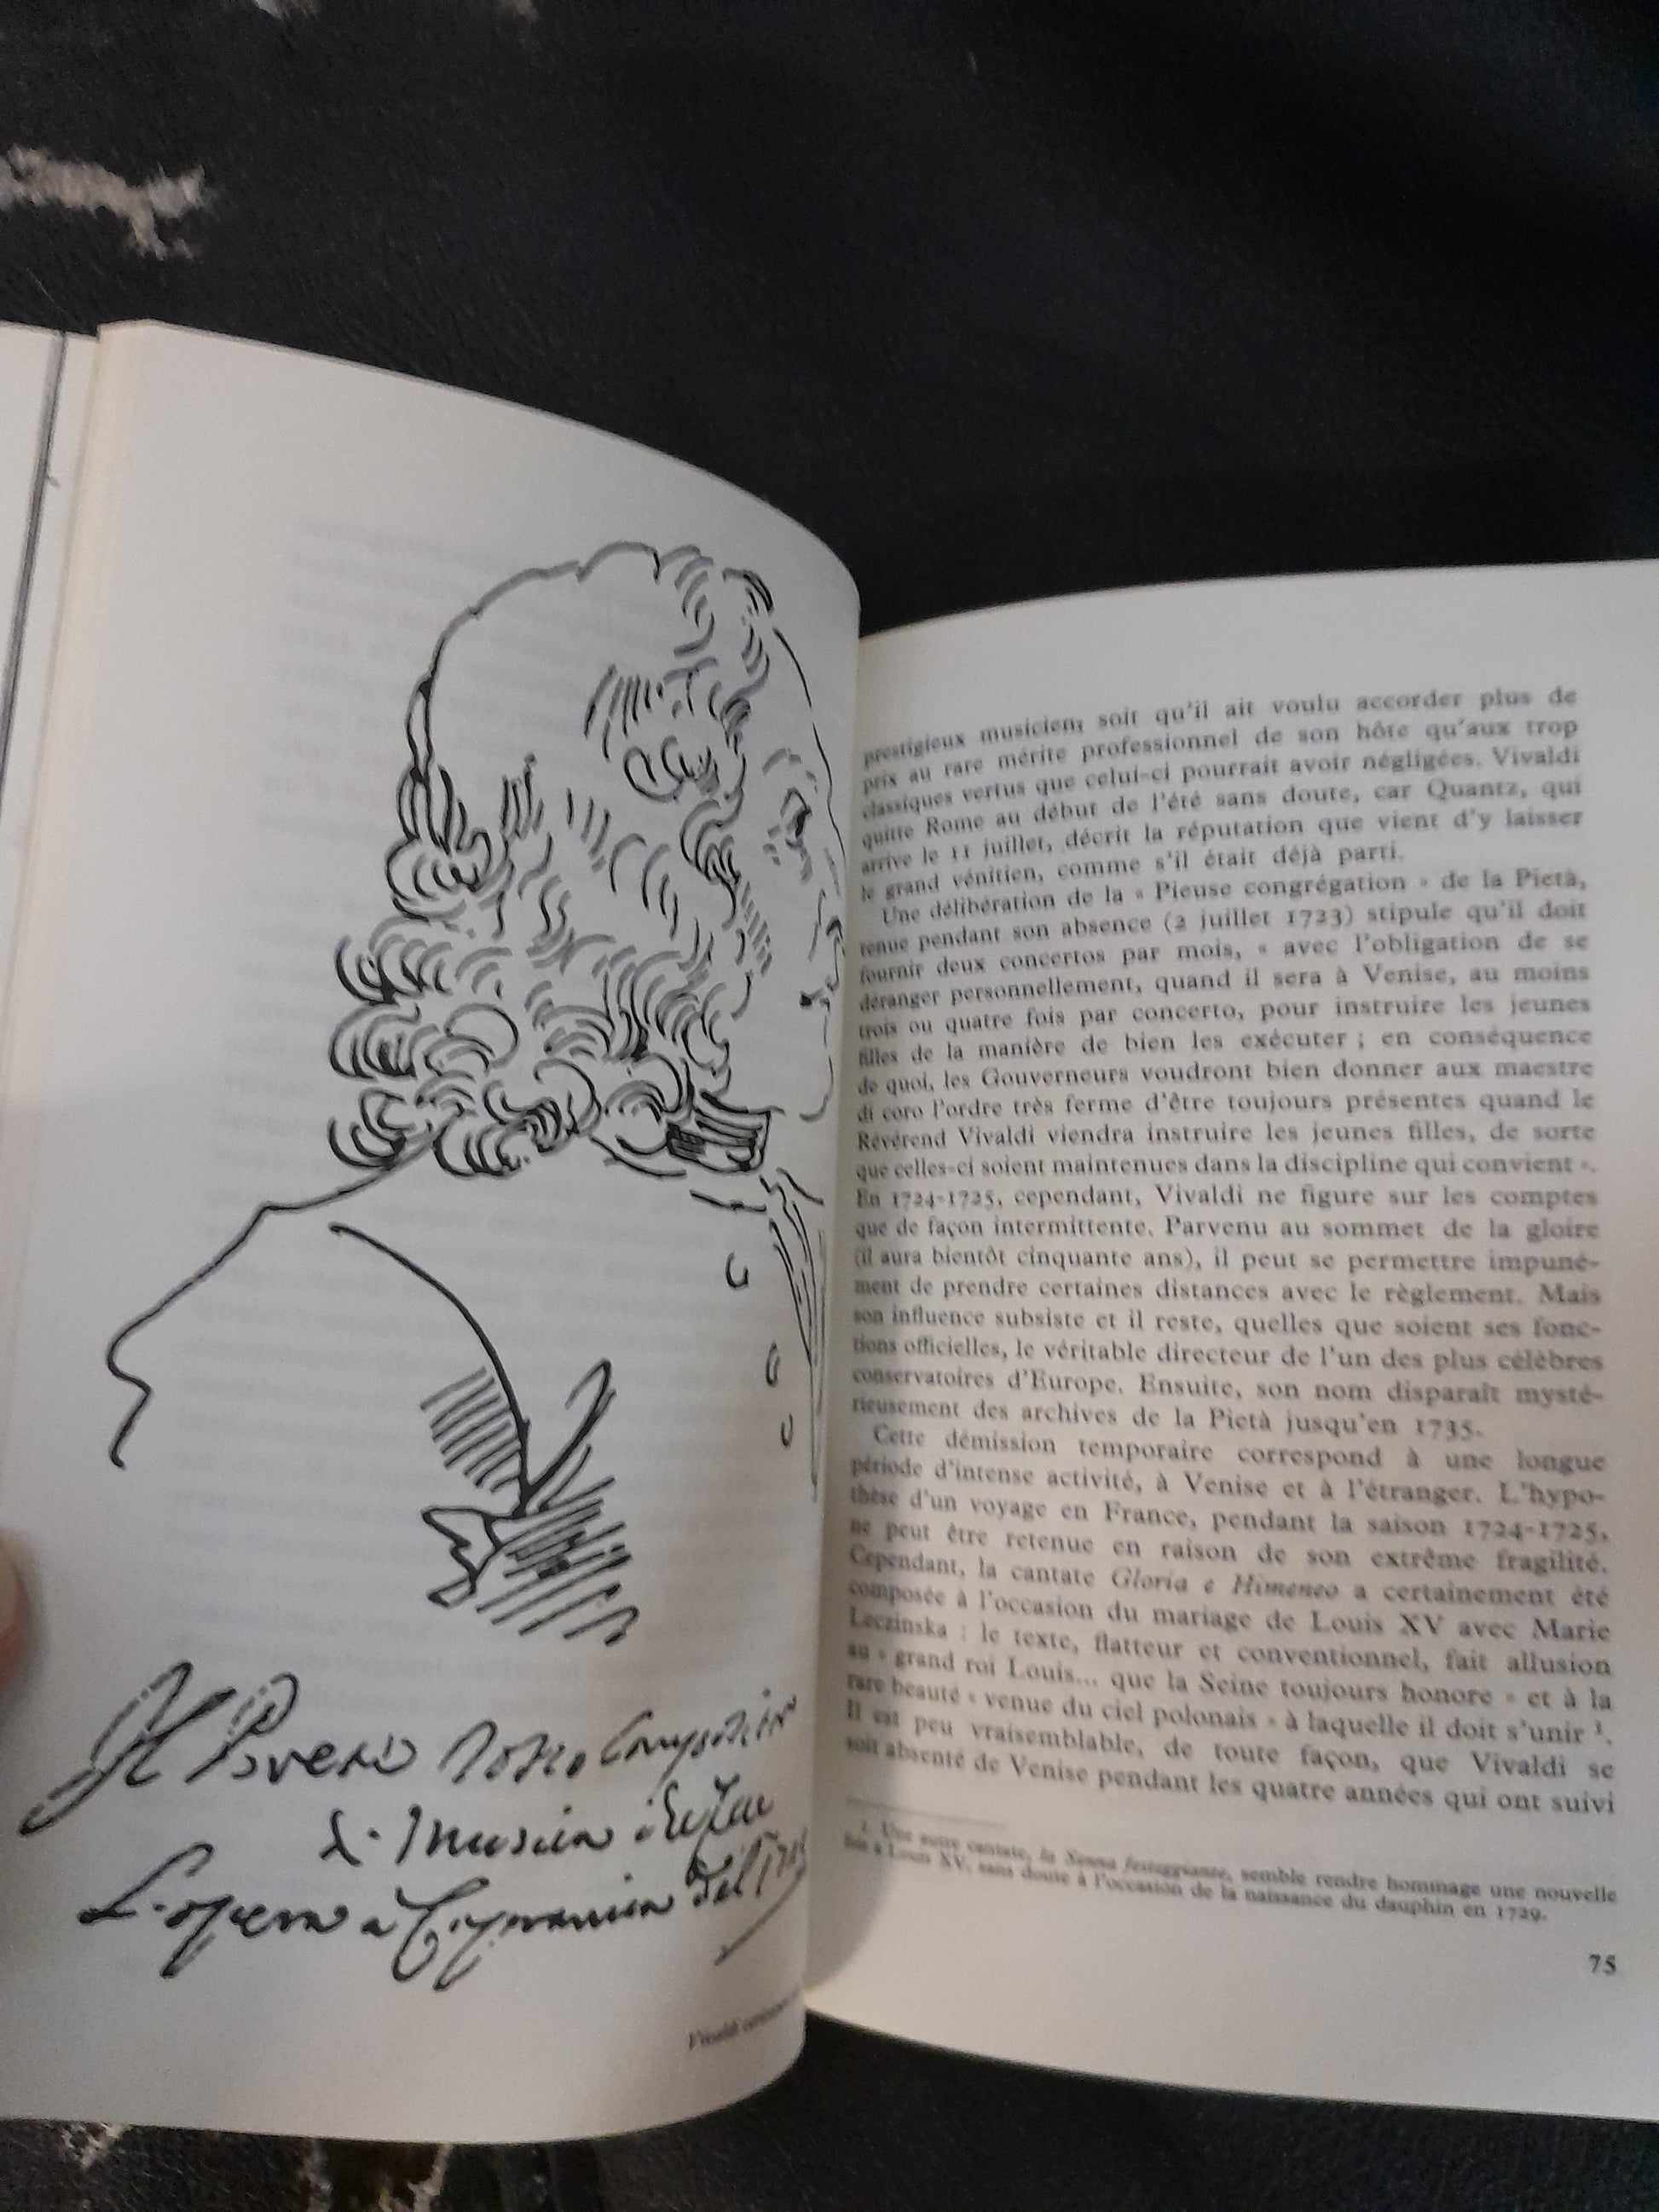 Il
di Musica
L'opera a Capranica del 1723
Vivaldi
prestigieux musicien; soit qu'il ait voulu accorder plus de
prix au rare mérite professionnel de son hôte qu'aux trop
classiques vertus que celui-ci pourrait avoir négligées. Vivaldi
quitte Rome au début de l'été sans doute, car Quantz, qui
arrive le 11 juillet, décrit la réputation que vient d'y laisser
le grand vénitien, comme s'il était déjà parti.
Une délibération de la « Pieuse congrégation » de la Pietà,
tenue pendant son absence (2 juillet 1723) stipule qu'il doit
fournir deux concertos par mois, « avec l'obligation de se
déranger personnellement, quand il sera à Venise, au moins
trois ou quatre fois par concerto, pour instruire les jeunes
filles de la manière de bien les exécuter ; en conséquence
de quoi, les Gouverneurs voudront bien donner aux maestre
di coro l'ordre très ferme d'être toujours présentes quand le
Révérend Vivaldi viendra instruire les jeunes filles, de sorte
que celles-ci soient maintenues dans la discipline qui convient ».
En 1724-1725, cependant, Vivaldi ne figure sur les comptes
que de façon intermittente. Parvenu au sommet de la gloire
(il aura bientôt cinquante ans), il peut se permettre impuné-
ment de prendre certaines distances avec le règlement. Mais
son influence subsiste et il reste, quelles que soient ses fonc-
tions officielles, le véritable directeur de l'un des plus célèbres
conservatoires d'Europe. Ensuite, son nom disparaît mysté-
rieusement des archives de la Pietà jusqu'en 1735.
Cette démission temporaire correspond à une longue
période d'intense activité, à Venise et à l'étranger. L'hypo-
thèse d'un voyage en France, pendant la saison 1724-1725,
ne peut être retenue en raison de son extrême fragilité.
Cependant, la cantate Gloria e Himeneo a certainement été
composée à l'occasion du mariage de Louis XV avec Marie
Leczinska : le texte, flatteur et conventionnel, fait allusion
au « grand roi Louis... que la Seine toujours honore » et à la
rare beauté « venue du ciel polonais » à laquelle il doit s'unir 1.
Il est peu vraisemblable, de toute façon, que Vivaldi se
soit absenté de Venise pendant les quatre années qui ont suivi
1. Une autre cantate, la Senna festeggiante, semble rendre hommage une nouvelle
fois à Louis XV, sans doute à l'occasion de la naissance du dauphin en 1729.
75